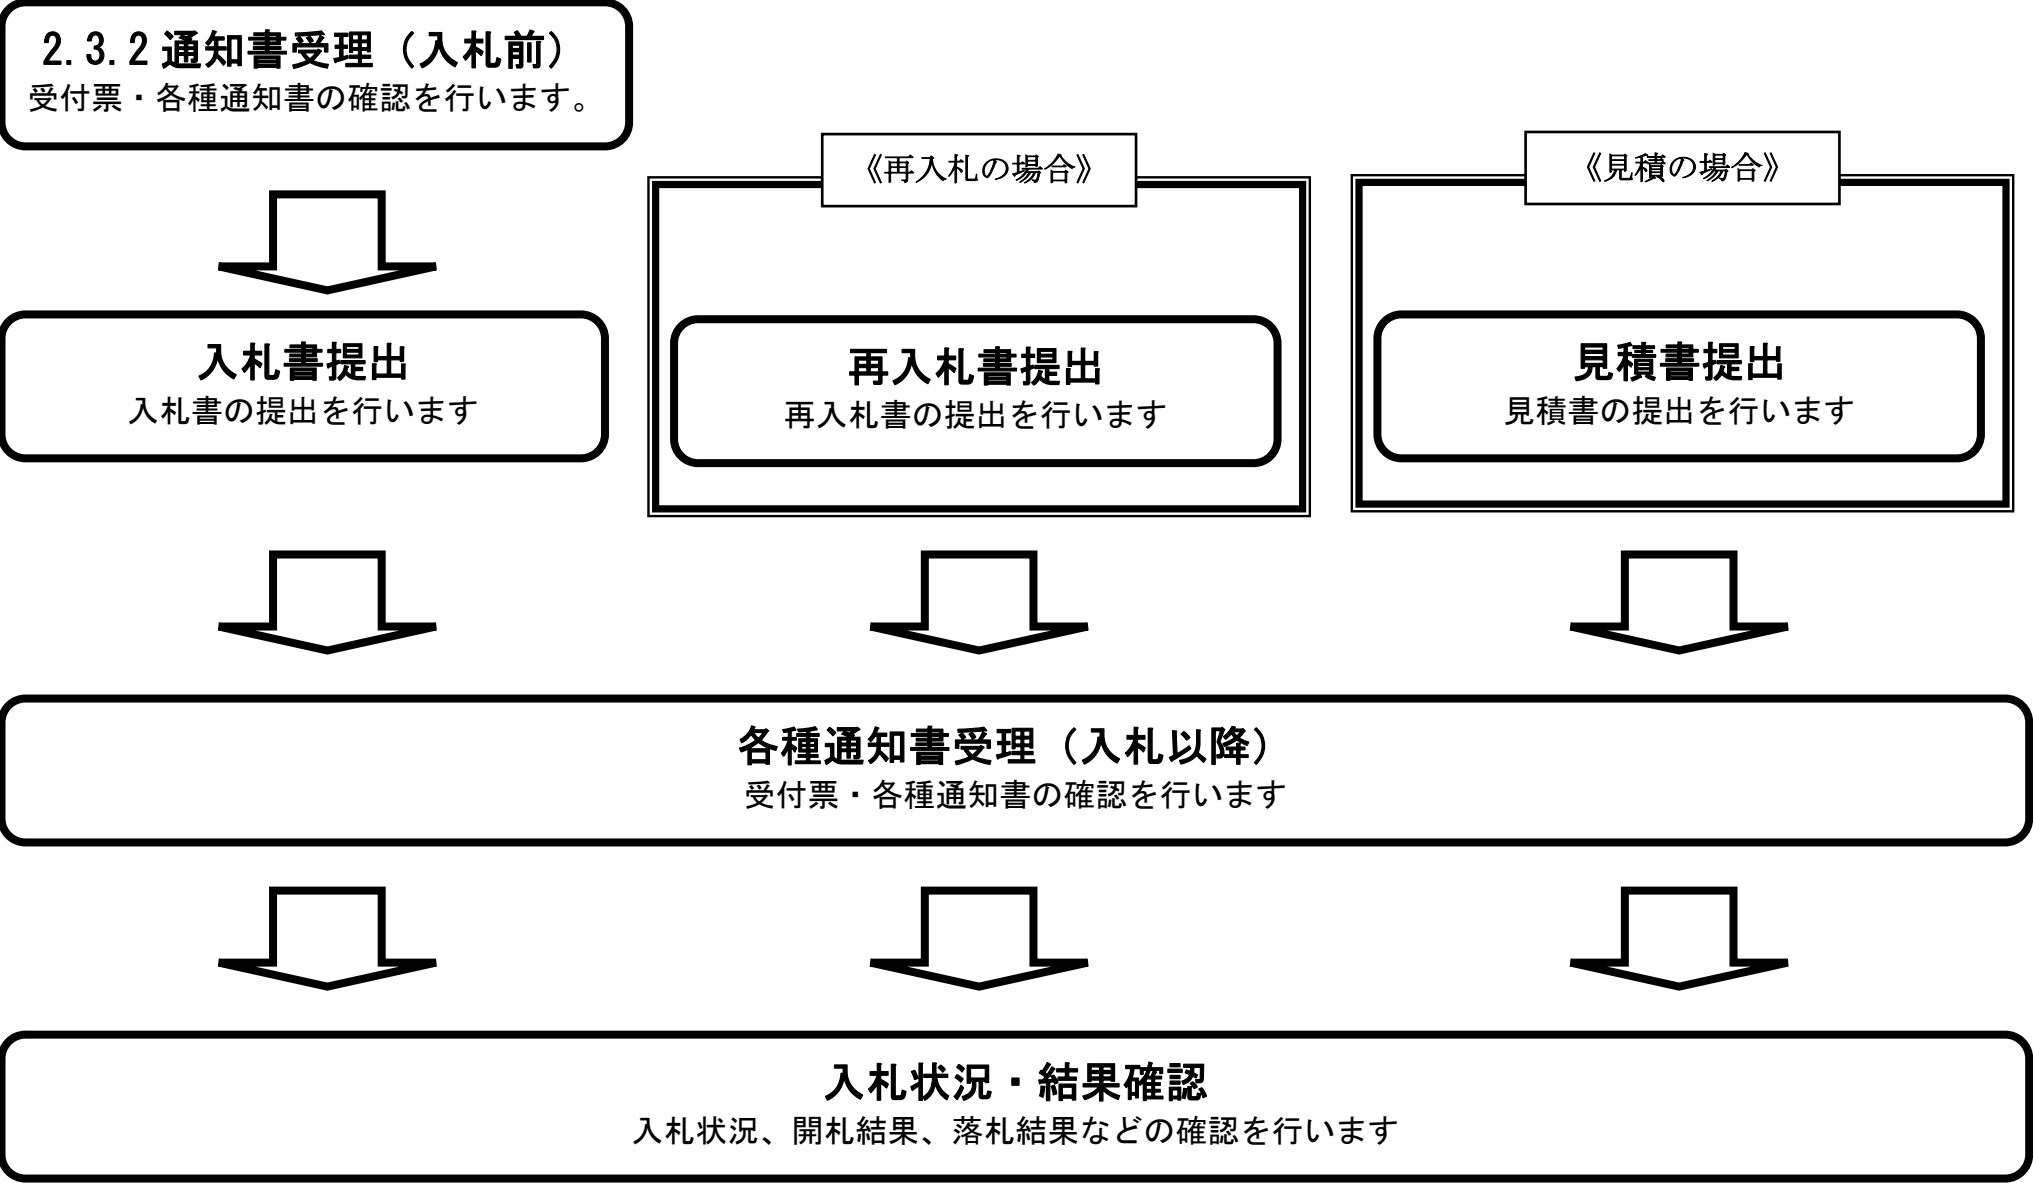 2.3.2通知書受理（入札前）
受付票・各種通知書の確認を行います。
《再入札の場合》
《見積の場合》
入札書提出
入札書の提出を行います
再入札書提出
再入札書の提出を行います
見積書提出
見積書の提出を行います
各種通知書受理（入札以降）
受付票・各種通知書の確認を行います
入札状況・結果確認
入札状況、開札結果、落札結果などの確認を行います